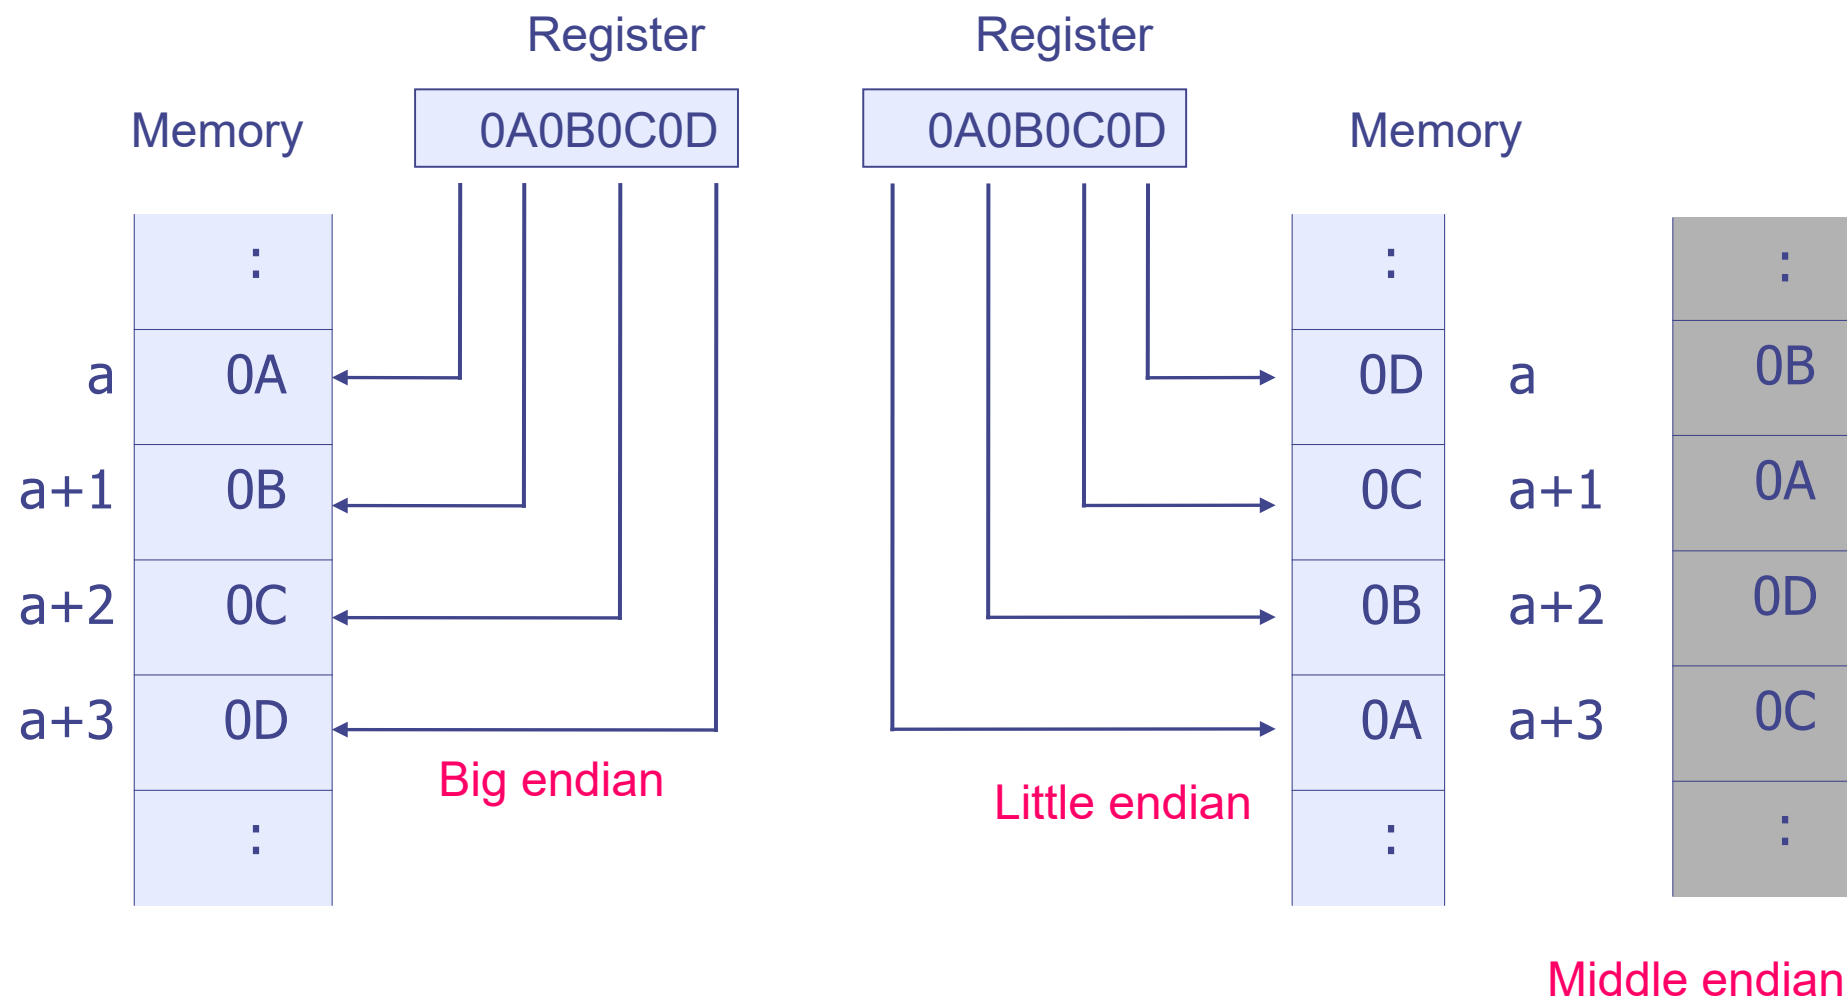 Register Register
Memory 0A0B0C0D 0A0B0C0D Memory
: : :
a 0A 0D a 0B
a+1 0B 0C a+1 0A
a+2 0C 0B a+2 0D
a+3 0D 0A a+3 0C
Big endian
Little endian
: : :
Middle endian